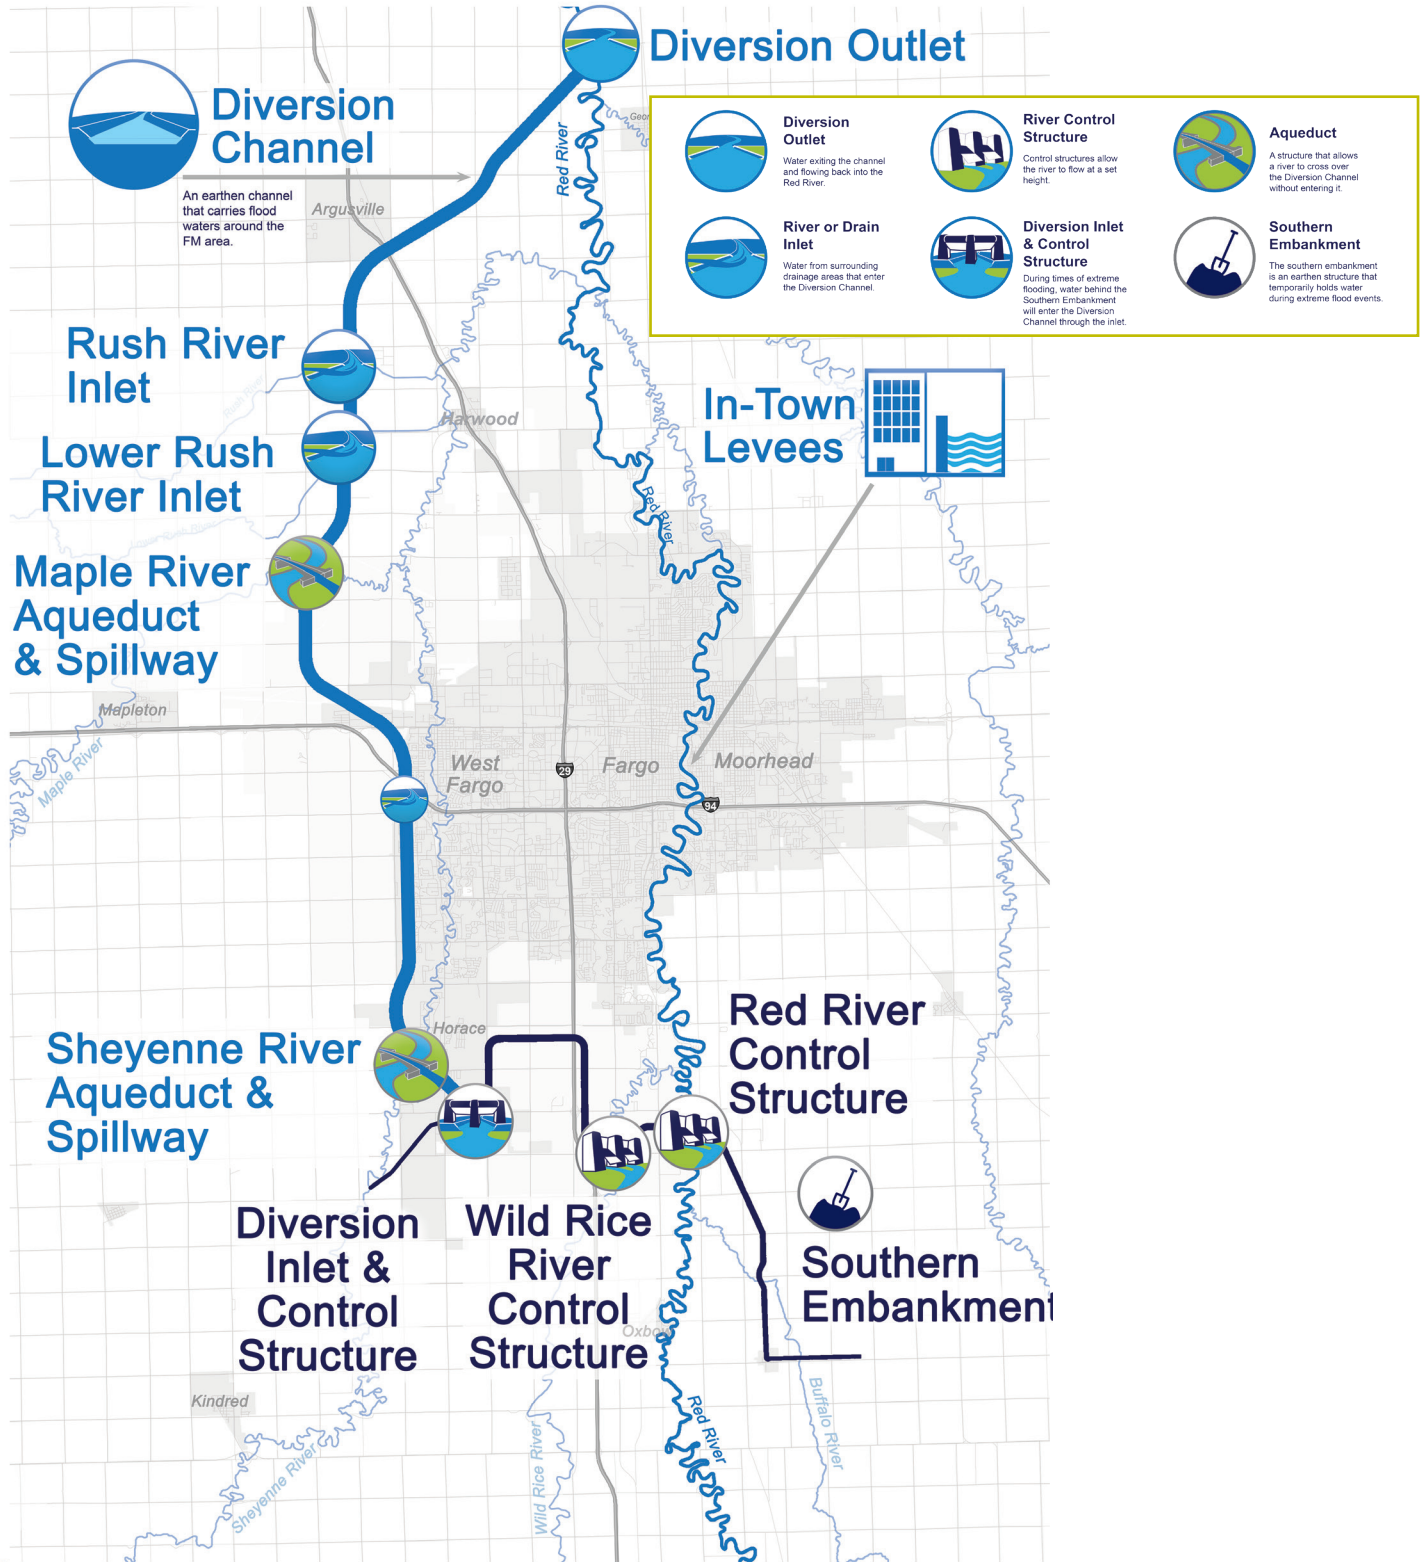 Diversion Outlet
Diversion
Channel
An earthen channel
that carries flood
waters around the
FM area.
Argusville
Red River
Geor
Diversion
Outlet
Water exiting the channel
and flowing back into the
Red River.
River Control
Structure
Control structures allow
the river to flow at a set
height.
Aqueduct
A structure that allows
a river to cross over
the Diversion Channel
without entering it.
River or Drain
Inlet
Water from surrounding
drainage areas that enter
the Diversion Channel.
Diversion Inlet
& Control
Structure
During times of extreme
flooding, water behind the
Southern Embankment
will enter the Diversion
Channel through the inlet.
Southern
Embankment
The southern embankment
is an earthen structure that
temporarily holds water
during extreme flood events.
Rush River
Inlet
Rush River
Harwood
In-Town
Levees
Lower Rush
River Inlet
Rush River
Red River
Maple River
Aqueduct
& Spillway
Mapleton
Maple River
West
Fargo
29
Fargo
Moorhead
94
Red River
Control
Structure
Horace
Sheyenne River
Aqueduct &
Spillway
Diversion
Inlet &
Control
Structure
Wild Rice
River
Control
Structure
Southern
Embankment
Oxbow
Kindred
Sheyenne River
Wild Rice River
Red River
Buffalo River